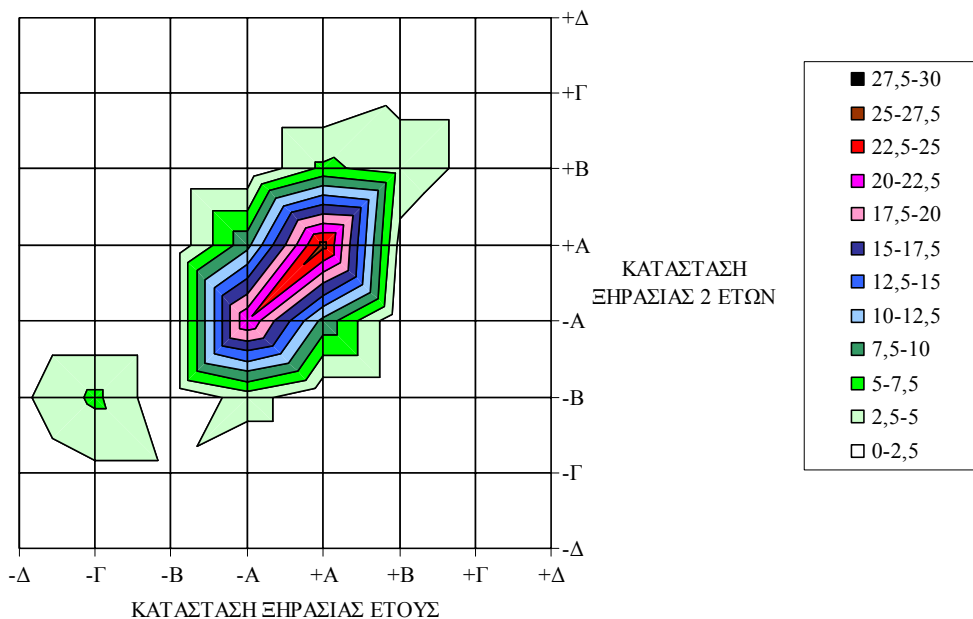 +Δ
+Γ
+Β
+Α
-Α
-Β
-Γ
-Δ
-Δ
-Γ
-Β
-Α
+Α
+Β
+Γ
+Δ
ΚΑΤΑΣΤΑΣΗ ΞΗΡΑΣΙΑΣ ΕΤΟΥΣ
ΚΑΤΑΣΤΑΣΗ
ΞΗΡΑΣΙΑΣ 2 ΕΤΩΝ
27,5-30
25-27,5
22,5-25
20-22,5
17,5-20
15-17,5
12,5-15
10-12,5
7,5-10
5-7,5
2,5-5
0-2,5